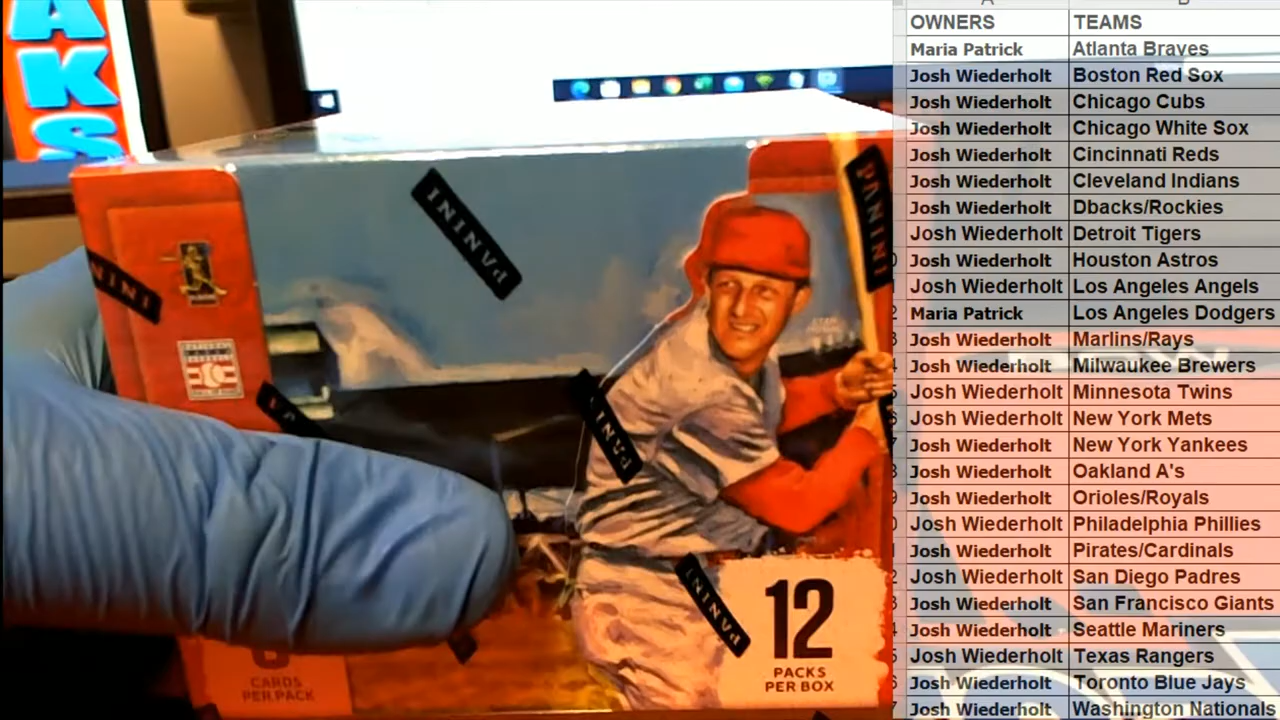 AKS
PANINI
PANINI
NINI
PANINI
PANINI
12
PACKS
PER BOX
CARDS
PER PACK
OWNERS TEAMS
Maria Patrick Atlanta Braves
Josh Wiederholt Boston Red Sox
Josh Wiederholt Chicago Cubs
Josh Wiederholt Chicago White Sox
Josh Wiederholt Cincinnati Reds
Josh Wiederholt Cleveland Indians
Josh Wiederholt Dbacks/Rockies
Josh Wiederholt Detroit Tigers
Josh Wiederholt Houston Astros
Josh Wiederholt Los Angeles Angels
Maria Patrick Los Angeles Dodgers
Josh Wiederholt Marlins/Rays
Josh Wiederholt Milwaukee Brewers
Josh Wiederholt Minnesota Twins
Josh Wiederholt New York Mets
Josh Wiederholt New York Yankees
Josh Wiederholt Oakland A's
Josh Wiederholt Orioles/Royals
Josh Wiederholt Philadelphia Phillies
Josh Wiederholt Pirates/Cardinals
Josh Wiederholt San Diego Padres
Josh Wiederholt San Francisco Giants
Josh Wiederholt Seattle Mariners
Josh Wiederholt Texas Rangers
Josh Wiederholt Toronto Blue Jays
Josh Wiederholt Washington Nationals